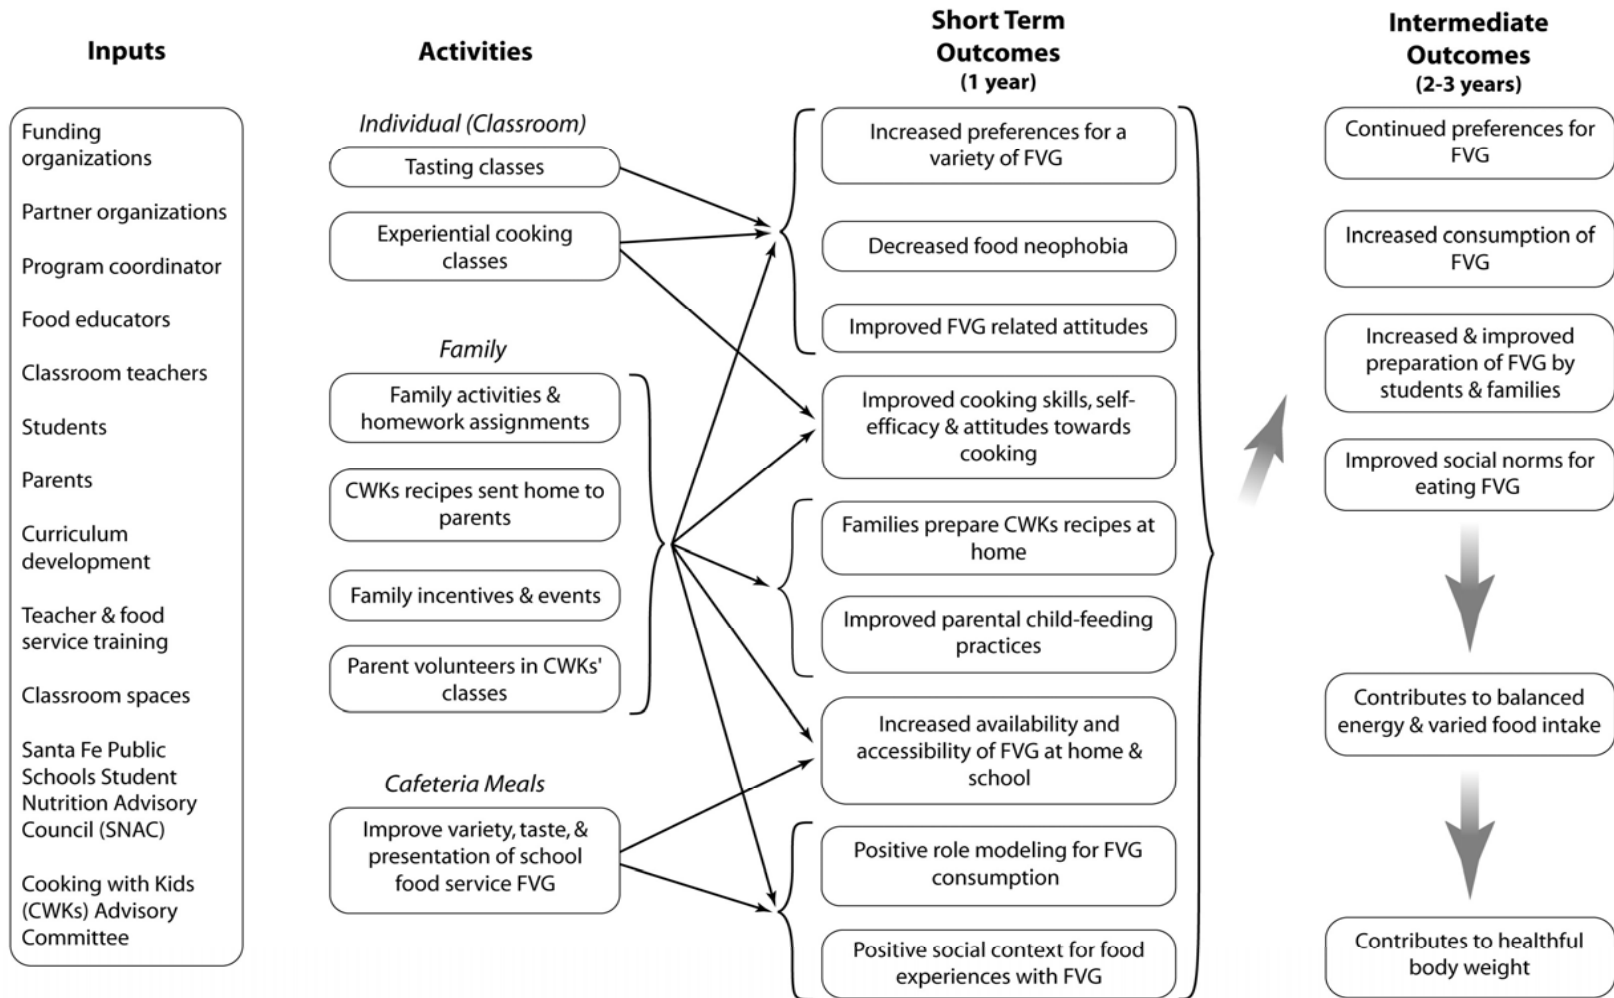 Inputs
Funding
organizations
Partner organizations
Program coordinator
Food educators
Classroom teachers
Students
Parents
Curriculum
development
Teacher & food
service training
Classroom spaces
Santa Fe Public
Schools Student
Nutrition Advisory
Council (SNAC)
Cooking with Kids
(CWKs) Advisory
Committee
Activities
Individual (Classroom)
Tasting classes
Experiential cooking
classes
Family
Family activities &
homework assignments
CWKs recipes sent home to
parents
Family incentives & events
Parent volunteers in CWKs'
classes
Cafeteria Meals
Improve variety, taste, &
presentation of school
food service FVG
Short Term
Outcomes
(1 year)
Increased preferences for a
variety of FVG
Decreased food neophobia
Improved FVG related attitudes
Improved cooking skills, self-
efficacy & attitudes towards
cooking
Families prepare CWKs recipes at
home
Improved parental child-feeding
practices
Increased availability and
accessibility of FVG at home &
school
Positive role modeling for FVG
consumption
Positive social context for food
experiences with FVG
Intermediate
Outcomes
(2-3 years)
Continued preferences for
FVG
Increased consumption of
FVG
Increased & improved
preparation of FVG by
students & families
Improved social norms for
eating FVG
Contributes to balanced
energy & varied food intake
Contributes to healthful
body weight